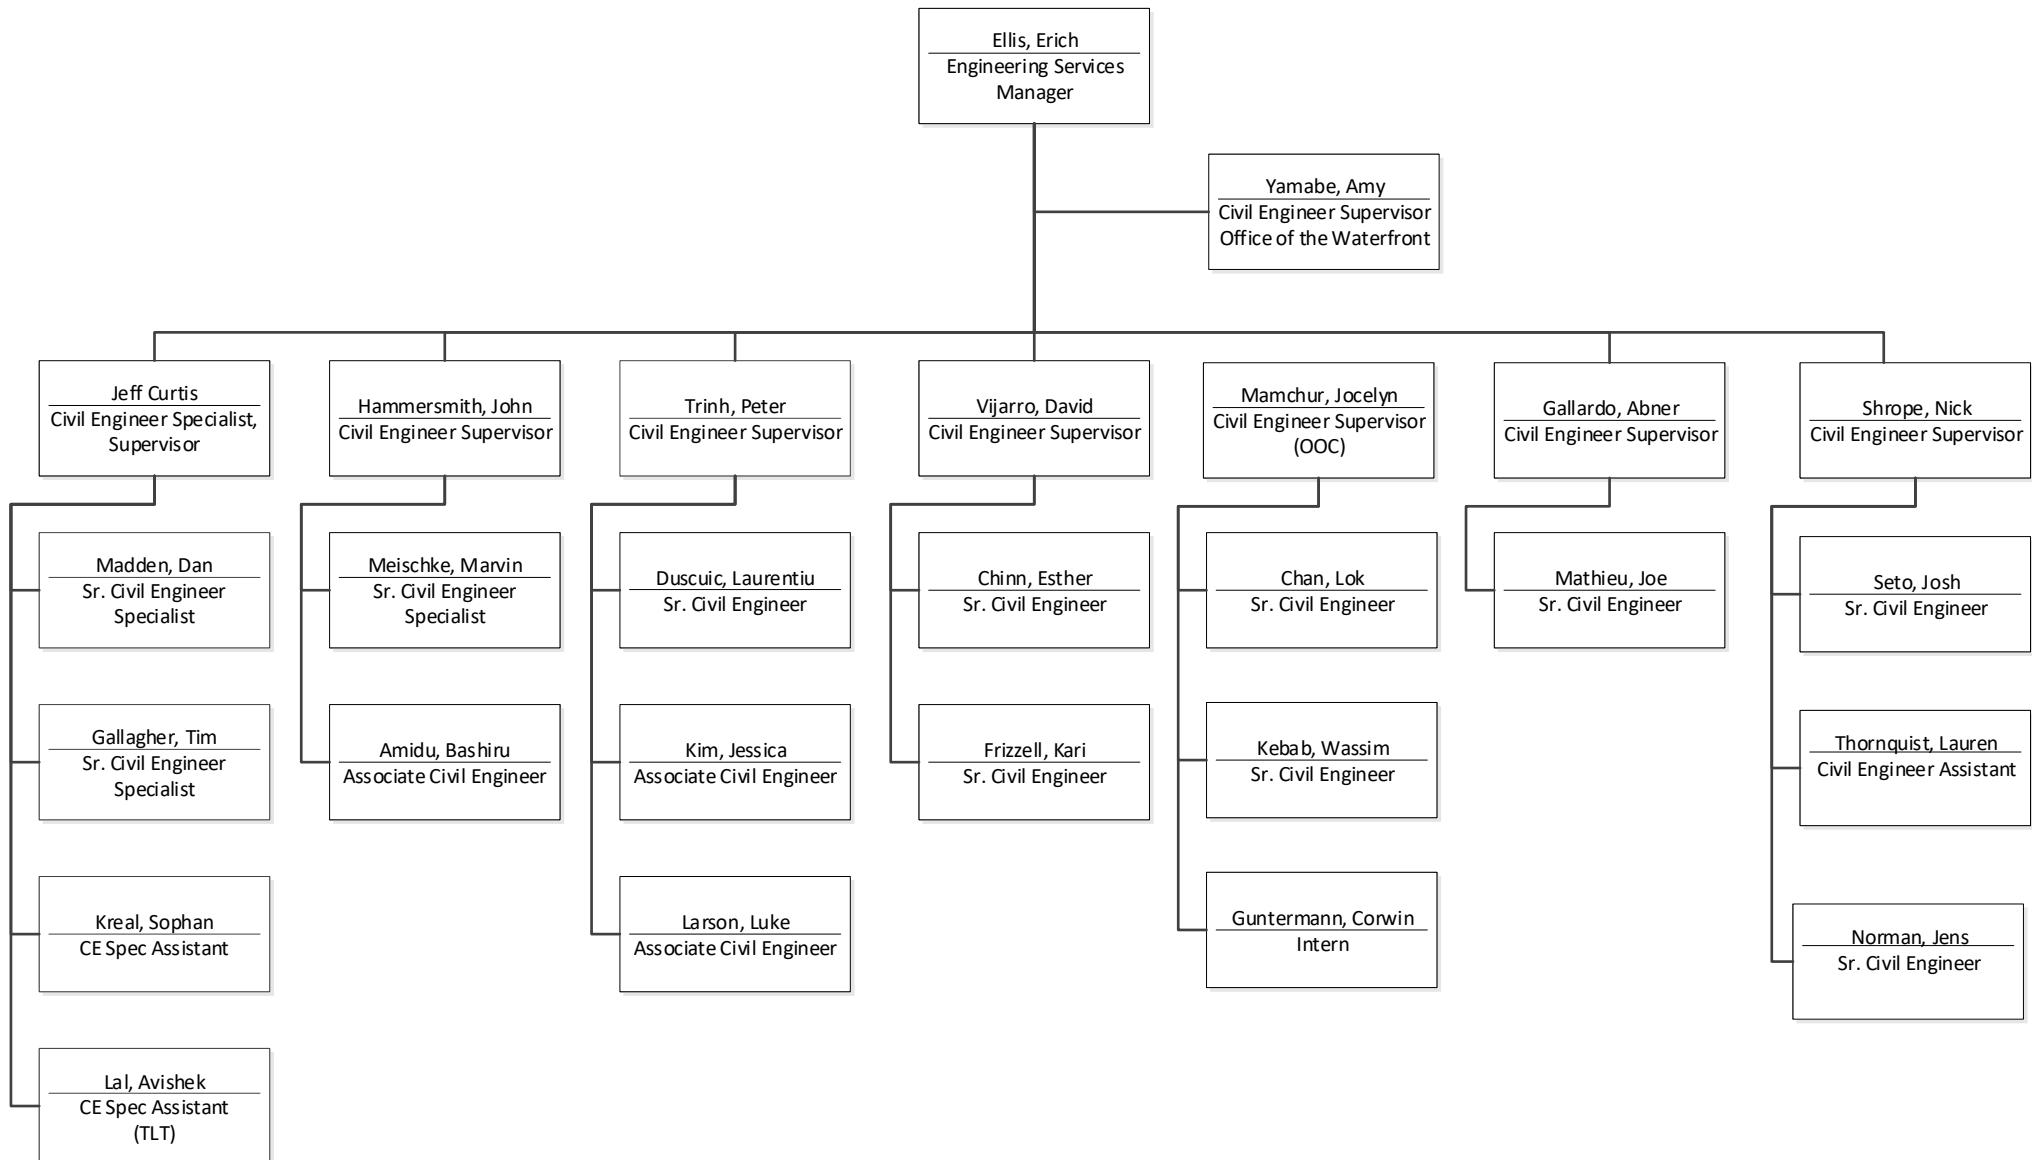 Ellis, Erich
Engineering Services
Manager
Yamabe, Amy
Civil Engineer Supervisor
Office of the Waterfront
Jeff Curtis
Civil Engineer Specialist,
Supervisor
Hammersmith, John
Civil Engineer Supervisor
Trinh, Peter
Civil Engineer Supervisor
Vijarro, David
Civil Engineer Supervisor
Mamchur, Jocelyn
Civil Engineer Supervisor
(OOC)
Gallardo, Abner
Civil Engineer Supervisor
Shrope, Nick
Civil Engineer Supervisor
Madden, Dan
Sr. Civil Engineer
Specialist
Meischke, Marvin
Sr. Civil Engineer
Specialist
Duscuic, Laurentiu
Sr. Civil Engineer
Chinn, Esther
Sr. Civil Engineer
Chan, Lok
Sr. Civil Engineer
Mathieu, Joe
Sr. Civil Engineer
Seto, Josh
Sr. Civil Engineer
Gallagher, Tim
Sr. Civil Engineer
Specialist
Amidu, Bashiru
Associate Civil Engineer
Kim, Jessica
Associate Civil Engineer
Frizzell, Kari
Sr. Civil Engineer
Kebab, Wassim
Sr. Civil Engineer
Thornquist, Lauren
Civil Engineer Assistant
Kreal, Sophan
CE Spec Assistant
Larson, Luke
Associate Civil Engineer
Guntermann, Corwin
Intern
Norman, Jens
Sr. Civil Engineer
Lal, Avishek
CE Spec Assistant
(TLT)